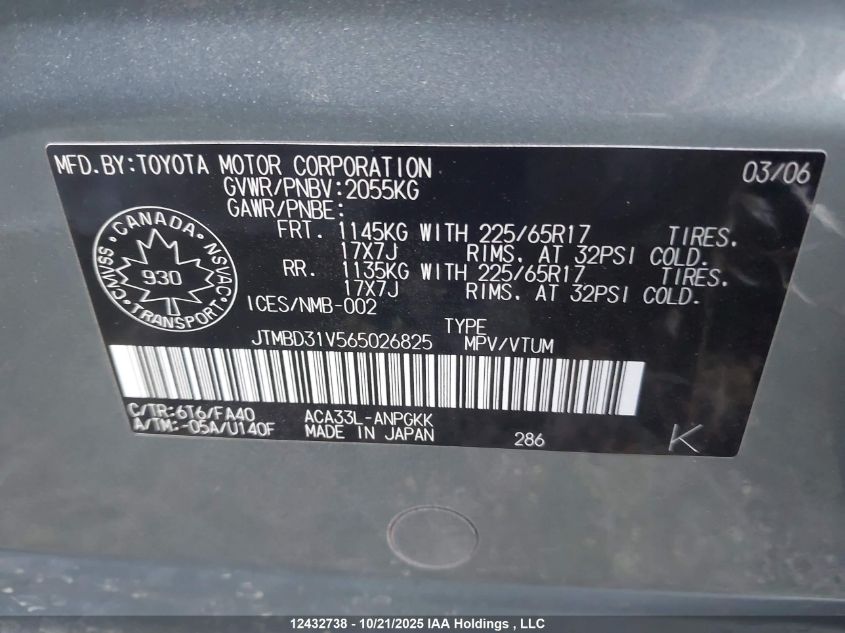 MFD.BY:TOYOTA MOTOR CORPORATION 03/06
GVWR/PNBV:2055KG
GAWR/PNBE:
FRT. 1145KG WITH 225/65R17 TIRES.
17X7J RIMS. AT 32PSI COLD.
RR. 1135KG WITH 225/65R17 TIRES.
17X7J RIMS. AT 32PSI COLD.
CANADA
CMVSS 930 NSVAC
TRANSPORT
ICES/NMB-002
TYPE
JTMBD31V565026825 MPV/VTUM
C/TR:6T6/FA40 ACA33L-ANPGKK
A/TM:-05A/U140F MADE IN JAPAN 286 K
12432738 - 10/21/2025 IAA Holdings , LLC